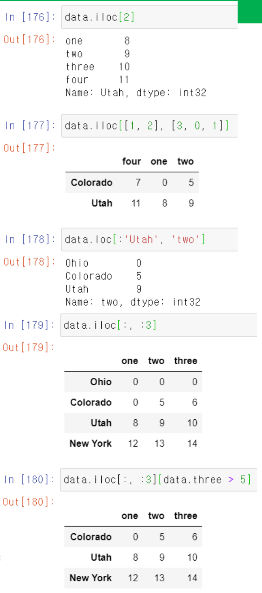 In [176]: data.iloc[2]
Out[176]: one 8
two 9
three 10
four 11
Name: Utah, dtype: int32
In [177]: data.iloc[[1, 2], [3, 0, 1]]
Out[177]:
four one two
Colorado 7 0 5
Utah 11 8 9
In [178]: data.loc[:'Utah', 'two']
Out[178]: Ohio 0
Colorado 5
Utah 9
Name: two, dtype: int32
In [179]: data.iloc[:, :3]
Out[179]:
one two three
Ohio 0 0 0
Colorado 0 5 6
Utah 8 9 10
New York 12 13 14
In [180]: data.iloc[:, :3][data.three > 5]
Out[180]:
one two three
Colorado 0 5 6
Utah 8 9 10
New York 12 13 14